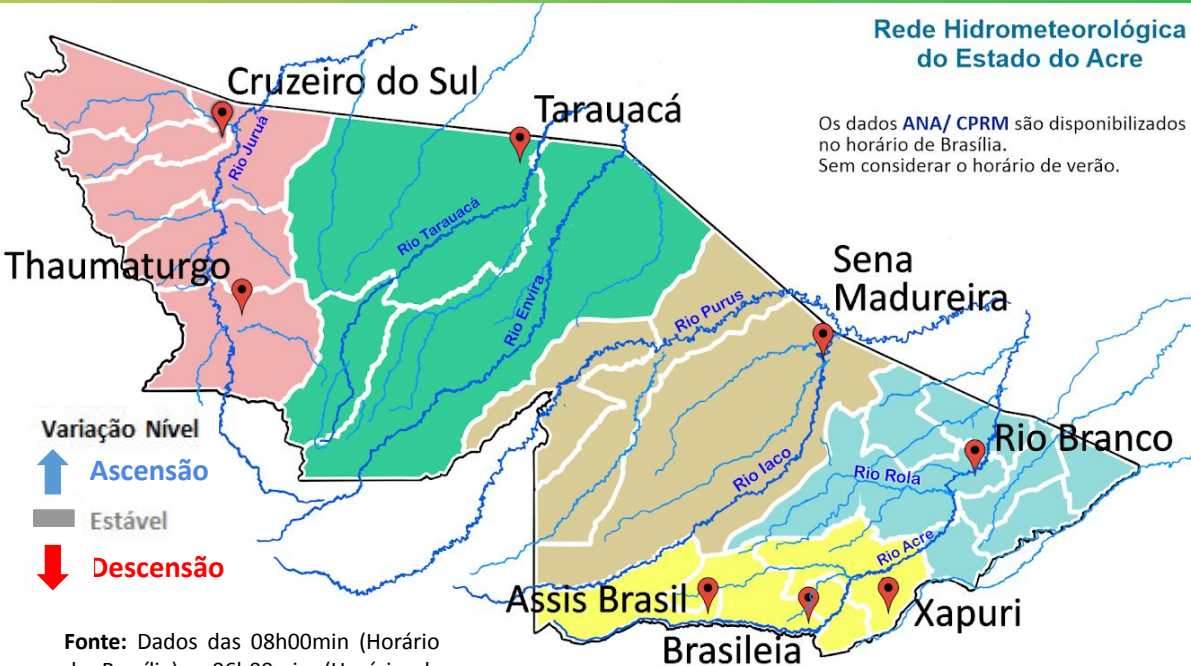 Rede Hidrometeorológica
do Estado do Acre
Os dados ANA/ CPRM são disponibilizados
no horário de Brasília.
Sem considerar o horário de verão.
Cruzeiro do Sul
Tarauacá
Rio Juruá
Rio Tarauacá
Thaumaturgo
Rio Envira
Rio Purus
Sena
Madureira
Variação Nível
Ascensão
Estável
Descensão
Rio Branco
Rio Iaco
Rio Rola
Rio Acre
Assis Brasil
Brasileia
Xapuri
Fonte: Dados das 08h00min (Horário